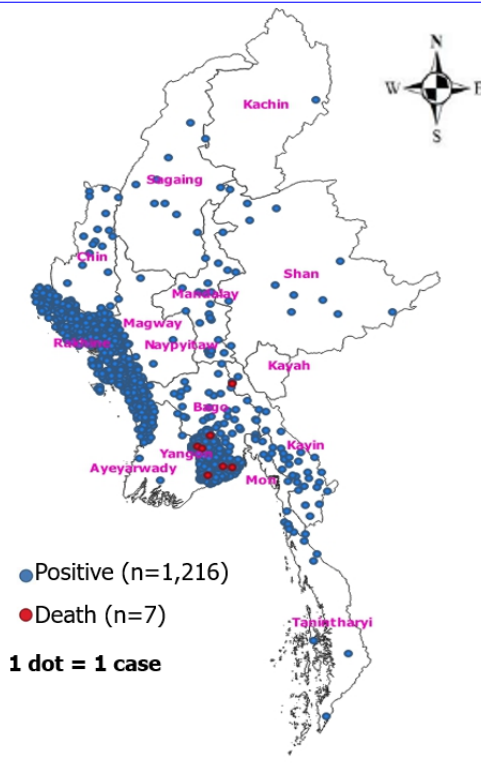 N
W
E
S
Kachin
Sagaing
Chin
Shan
Mandalay
Magway
Rakhine
Naypyitaw
Kayah
Bago
Yangon
Kayin
Ayeyarwady
Mon
Positive (n=1,216)
Death (n=7)
1 dot = 1 case
Tanintharyi